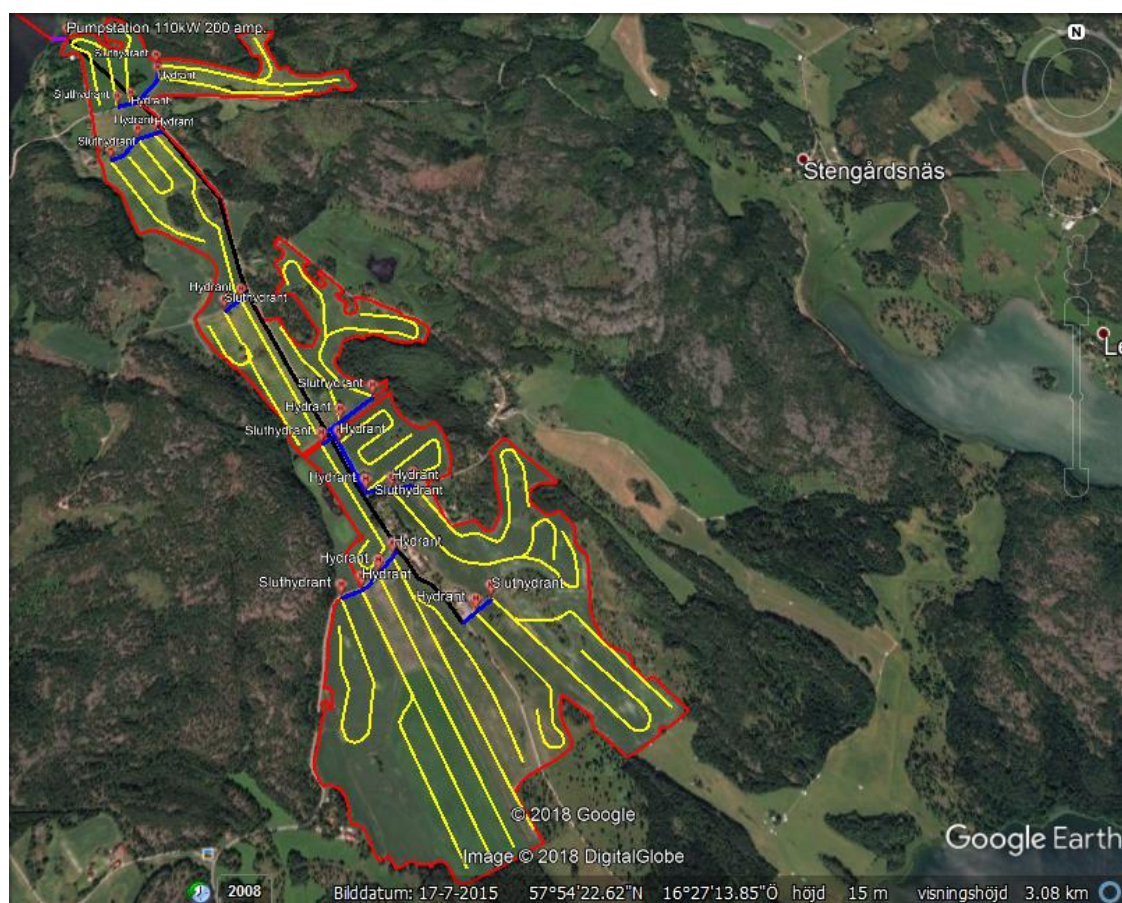 Pumpstation 110kW 200 amp.
N
Sluthydrant
Hydrant
Sluthydrant
Hydrant
Hydrant
Hydrant
Sluthydrant
Stengårdsnäs
Hydrant
Sluthydrant
Le
Sluthydrant
Hydrant
Sluthydrant
Hydrant
Hydrant
Sluthydrant
Hydrant
Hydrant
Hydrant
Sluthydrant
Sluthydrant
Hydrant
© 2018 Google
Google Earth
Image © 2018 DigitalGlobe
2008
Bilddatum: 17-7-2015 57°54'22.62"N 16°27'13.85"Ö höjd 15 m visningshöjd 3.08 km